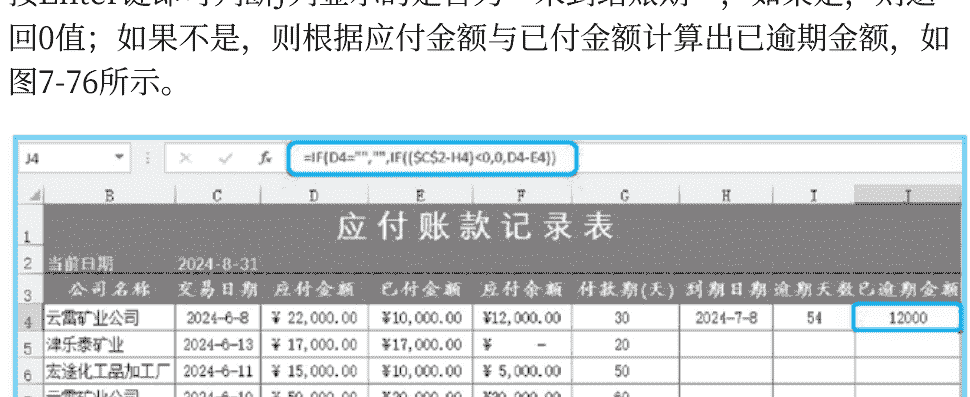 回0值；如果不是，则根据应付金额与已付金额计算出已逾期金额，如
图7-76所示。
J4 fx =IF(D4="","",IF(($C$2-H4)<0,0,D4-E4))
B C D E F G H I J
1 应付账款记录表
2 当前日期 2024-8-31
3 公司名称 交易日期 应付金额 已付金额 应付余额 付款期(天) 到期日期 逾期天数 已逾期金额
4 云雷矿业公司 2024-6-8 ¥ 22,000.00 ¥10,000.00 ¥12,000.00 30 2024-7-8 54 12000
5 津乐泰矿业 2024-6-13 ¥ 17,000.00 ¥17,000.00 ¥ - 20
6 宏途化工品加工厂 2024-6-11 ¥ 15,000.00 ¥10,000.00 ¥ 5,000.00 50